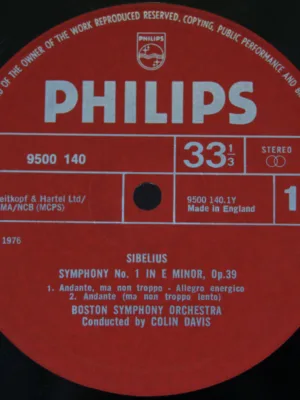 D OF THE OWNER OF THE WORK REPRODUCED RESERVED, COPYING, PUBLIC PERFORMANCE AND
PHILIPS
PHILIPS
9500 140
33 1/3
STEREO
eitkopf & Hartel Ltd/
MA/NCB (MCPS)
9500 140.1Y
Made in England
1
1976
SIBELIUS
SYMPHONY No. 1 IN E MINOR, Op.39
1. Andante, ma non troppo - Allegro energico
2. Andante (ma non troppo lento)
BOSTON SYMPHONY ORCHESTRA
Conducted by COLIN DAVIS